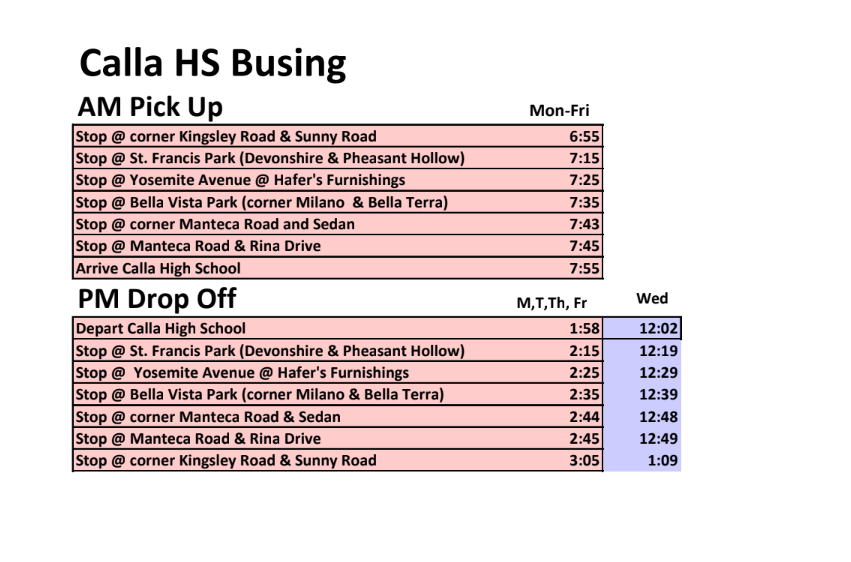 Calla HS Busing
AM Pick Up Mon-Fri
Stop @ corner Kingsley Road & Sunny Road 6:55
Stop @ St. Francis Park (Devonshire & Pheasant Hollow) 7:15
Stop @ Yosemite Avenue @ Hafer's Furnishings 7:25
Stop @ Bella Vista Park (corner Milano  & Bella Terra) 7:35
Stop @ corner Manteca Road and Sedan 7:43
Stop @ Manteca Road & Rina Drive 7:45
Arrive Calla High School 7:55
PM Drop Off M,T,Th, Fr Wed
Depart Calla High School 1:58 12:02
Stop @ St. Francis Park (Devonshire & Pheasant Hollow) 2:15 12:19
Stop @  Yosemite Avenue @ Hafer's Furnishings 2:25 12:29
Stop @ Bella Vista Park (corner Milano & Bella Terra) 2:35 12:39
Stop @ corner Manteca Road & Sedan 2:44 12:48
Stop @ Manteca Road & Rina Drive 2:45 12:49
Stop @ corner Kingsley Road & Sunny Road 3:05 1:09